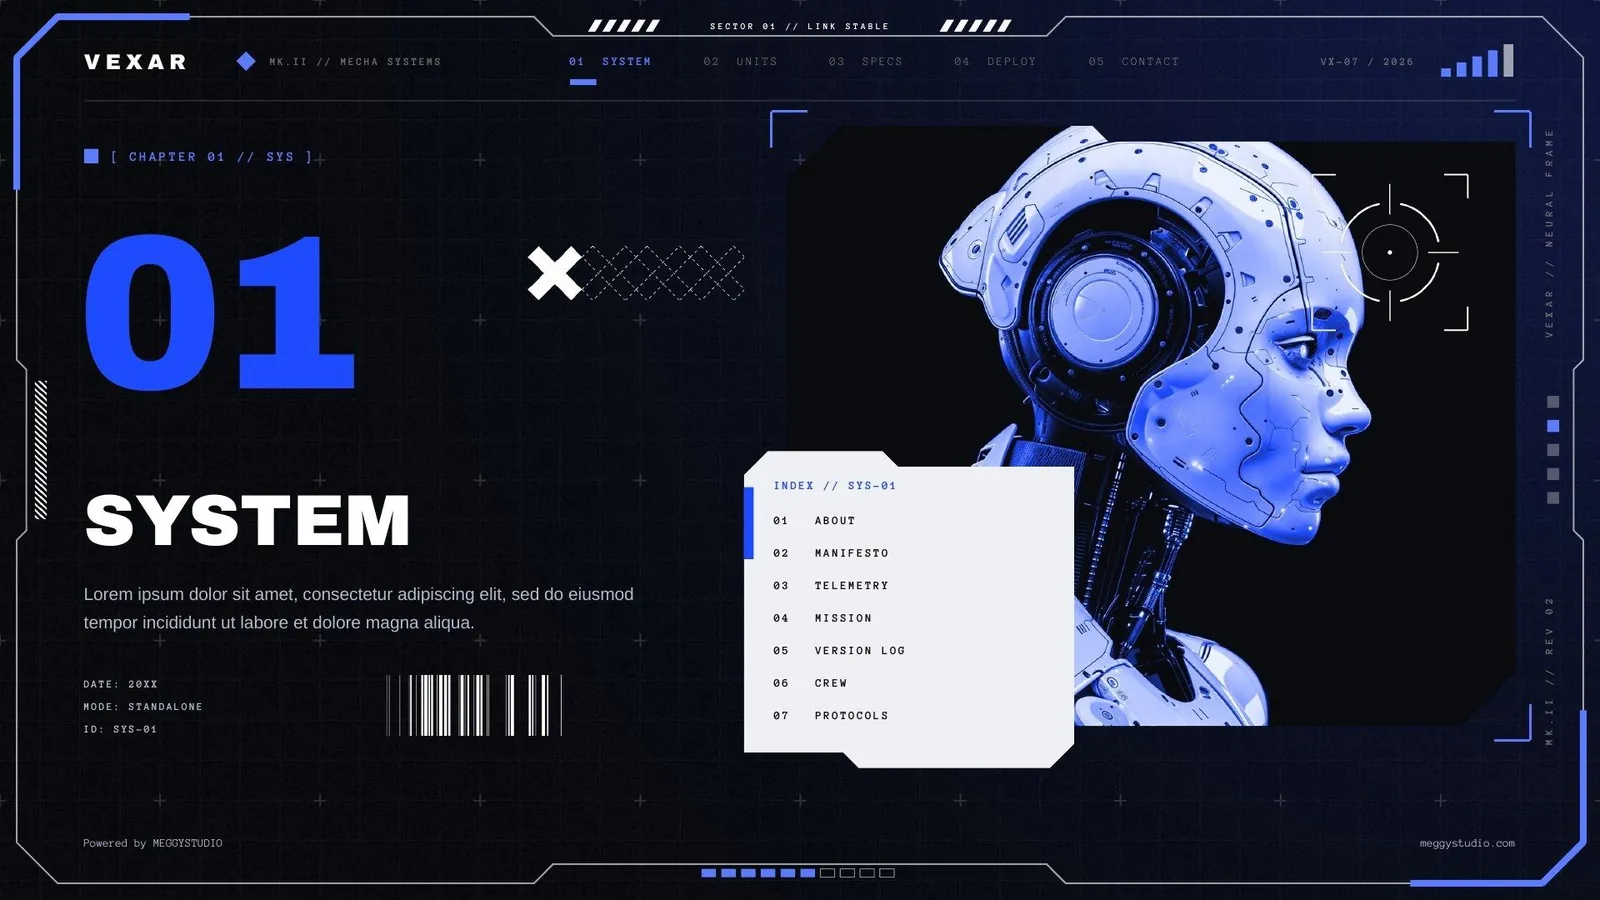 SECTOR 01 // LINK STABLE
VEXAR
MK.II // MECHA SYSTEMS
01 SYSTEM
02 UNITS
03 SPECS
04 DEPLOY
05 CONTACT
VX-07 / 2026
[ CHAPTER 01 // SYS ]
01
SYSTEM
Lorem ipsum dolor sit amet, consectetur adipiscing elit, sed do eiusmod
tempor incididunt ut labore et dolore magna aliqua.
DATE: 20XX
MODE: STANDALONE
ID: SYS-01
INDEX // SYS-01
01 ABOUT
02 MANIFESTO
03 TELEMETRY
04 MISSION
05 VERSION LOG
06 CREW
07 PROTOCOLS
VEXAR // NEURAL FRAME
MK.II // REV 02
Powered by MEGGYSTUDIO
meggystudio.com